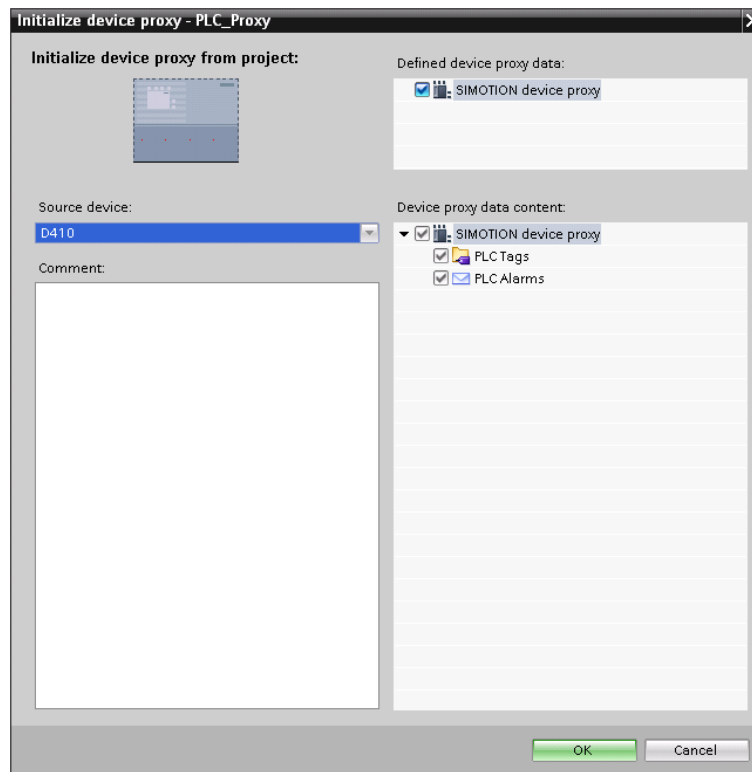 Initialize device proxy - PLC_Proxy
Initialize device proxy from project:
Defined device proxy data:
SIMOTION device proxy
Source device:
D410
Comment:
Device proxy data content:
SIMOTION device proxy
PLC Tags
PLC Alarms
OK
Cancel